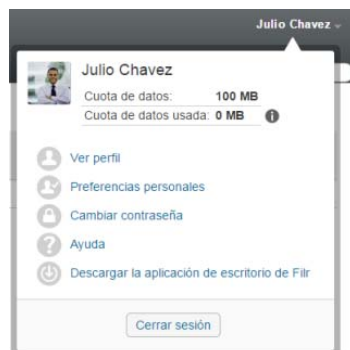 Julio Chavez
Julio Chavez
Cuota de datos: 100 MB
Cuota de datos usada: 0 MB
Ver perfil
Preferencias personales
Cambiar contraseña
Ayuda
Descargar la aplicación de escritorio de Filr
Cerrar sesión